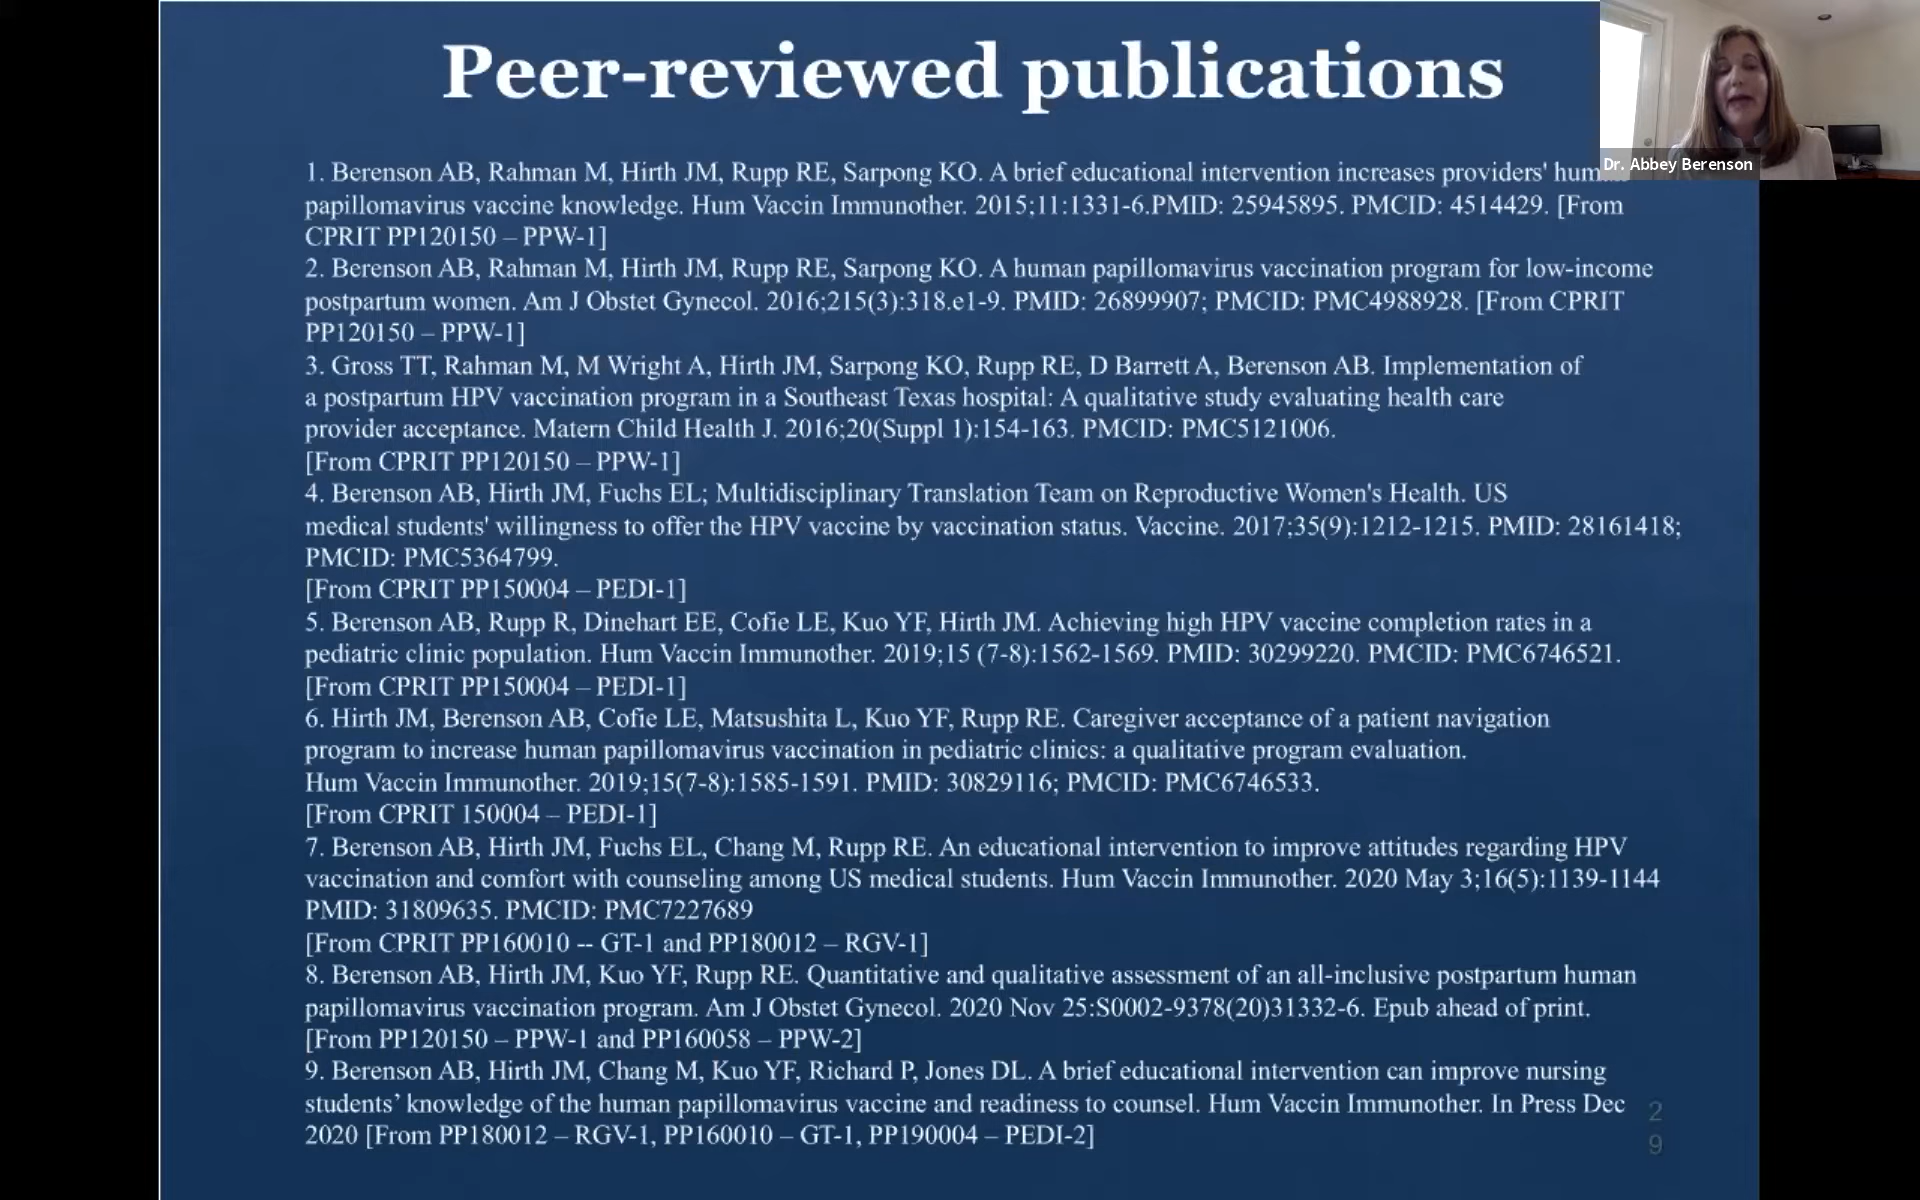 Peer-reviewed publications
Dr. Abbey Berenson
1. Berenson AB, Rahman M, Hirth JM, Rupp RE, Sarpong KO. A brief educational intervention increases providers' human
papillomavirus vaccine knowledge. Hum Vaccin Immunother. 2015;11:1331-6.PMID: 25945895. PMCID: 4514429. [From
CPRIT PP120150 – PPW-1]
2. Berenson AB, Rahman M, Hirth JM, Rupp RE, Sarpong KO. A human papillomavirus vaccination program for low-income
postpartum women. Am J Obstet Gynecol. 2016;215(3):318.e1-9. PMID: 26899907; PMCID: PMC4988928. [From CPRIT
PP120150 – PPW-1]
3. Gross TT, Rahman M, M Wright A, Hirth JM, Sarpong KO, Rupp RE, D Barrett A, Berenson AB. Implementation of
a postpartum HPV vaccination program in a Southeast Texas hospital: A qualitative study evaluating health care
provider acceptance. Matern Child Health J. 2016;20(Suppl 1):154-163. PMCID: PMC5121006.
[From CPRIT PP120150 – PPW-1]
4. Berenson AB, Hirth JM, Fuchs EL; Multidisciplinary Translation Team on Reproductive Women's Health. US
medical students' willingness to offer the HPV vaccine by vaccination status. Vaccine. 2017;35(9):1212-1215. PMID: 28161418;
PMCID: PMC5364799.
[From CPRIT PP150004 – PEDI-1]
5. Berenson AB, Rupp R, Dinehart EE, Cofie LE, Kuo YF, Hirth JM. Achieving high HPV vaccine completion rates in a
pediatric clinic population. Hum Vaccin Immunother. 2019;15 (7-8):1562-1569. PMID: 30299220. PMCID: PMC6746521.
[From CPRIT PP150004 – PEDI-1]
6. Hirth JM, Berenson AB, Cofie LE, Matsushita L, Kuo YF, Rupp RE. Caregiver acceptance of a patient navigation
program to increase human papillomavirus vaccination in pediatric clinics: a qualitative program evaluation.
Hum Vaccin Immunother. 2019;15(7-8):1585-1591. PMID: 30829116; PMCID: PMC6746533.
[From CPRIT 150004 – PEDI-1]
7. Berenson AB, Hirth JM, Fuchs EL, Chang M, Rupp RE. An educational intervention to improve attitudes regarding HPV
vaccination and comfort with counseling among US medical students. Hum Vaccin Immunother. 2020 May 3;16(5):1139-1144
PMID: 31809635. PMCID: PMC7227689
[From CPRIT PP160010 -- GT-1 and PP180012 – RGV-1]
8. Berenson AB, Hirth JM, Kuo YF, Rupp RE. Quantitative and qualitative assessment of an all-inclusive postpartum human
papillomavirus vaccination program. Am J Obstet Gynecol. 2020 Nov 25:S0002-9378(20)31332-6. Epub ahead of print.
[From PP120150 – PPW-1 and PP160058 – PPW-2]
9. Berenson AB, Hirth JM, Chang M, Kuo YF, Richard P, Jones DL. A brief educational intervention can improve nursing
students’ knowledge of the human papillomavirus vaccine and readiness to counsel. Hum Vaccin Immunother. In Press Dec
2020 [From PP180012 – RGV-1, PP160010 – GT-1, PP190004 – PEDI-2]
2
9